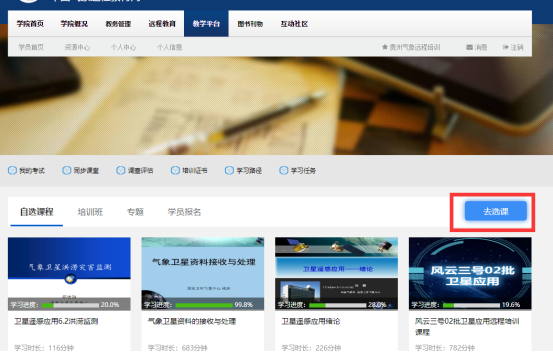 学院首页 学院概况 教务管理 远程教育 教学平台 图书刊物 互动社区
学员首页 资源中心 个人中心 个人信息 ★ 贵州气象远程培训 消息 注销
我的考试 同步课堂 调查评估 培训证书 学习路径 学习任务
自选课程 培训班 专题 学员报名 去选课
气象卫星洪涝灾害监测
气象卫星资料接收与处理
卫星遥感应用——绪论
风云三号02批
卫星应用
学习进度: 20.0% 学习进度: 99.8% 学习进度: 28.0% 学习进度: 19.6%
卫星遥感应用6.2洪涝监测 气象卫星资料的接收与处理 卫星遥感应用绪论 风云三号02批卫星应用远程培训
课程
学习时长：116分钟 学习时长：683分钟 学习时长：226分钟 学习时长：782分钟